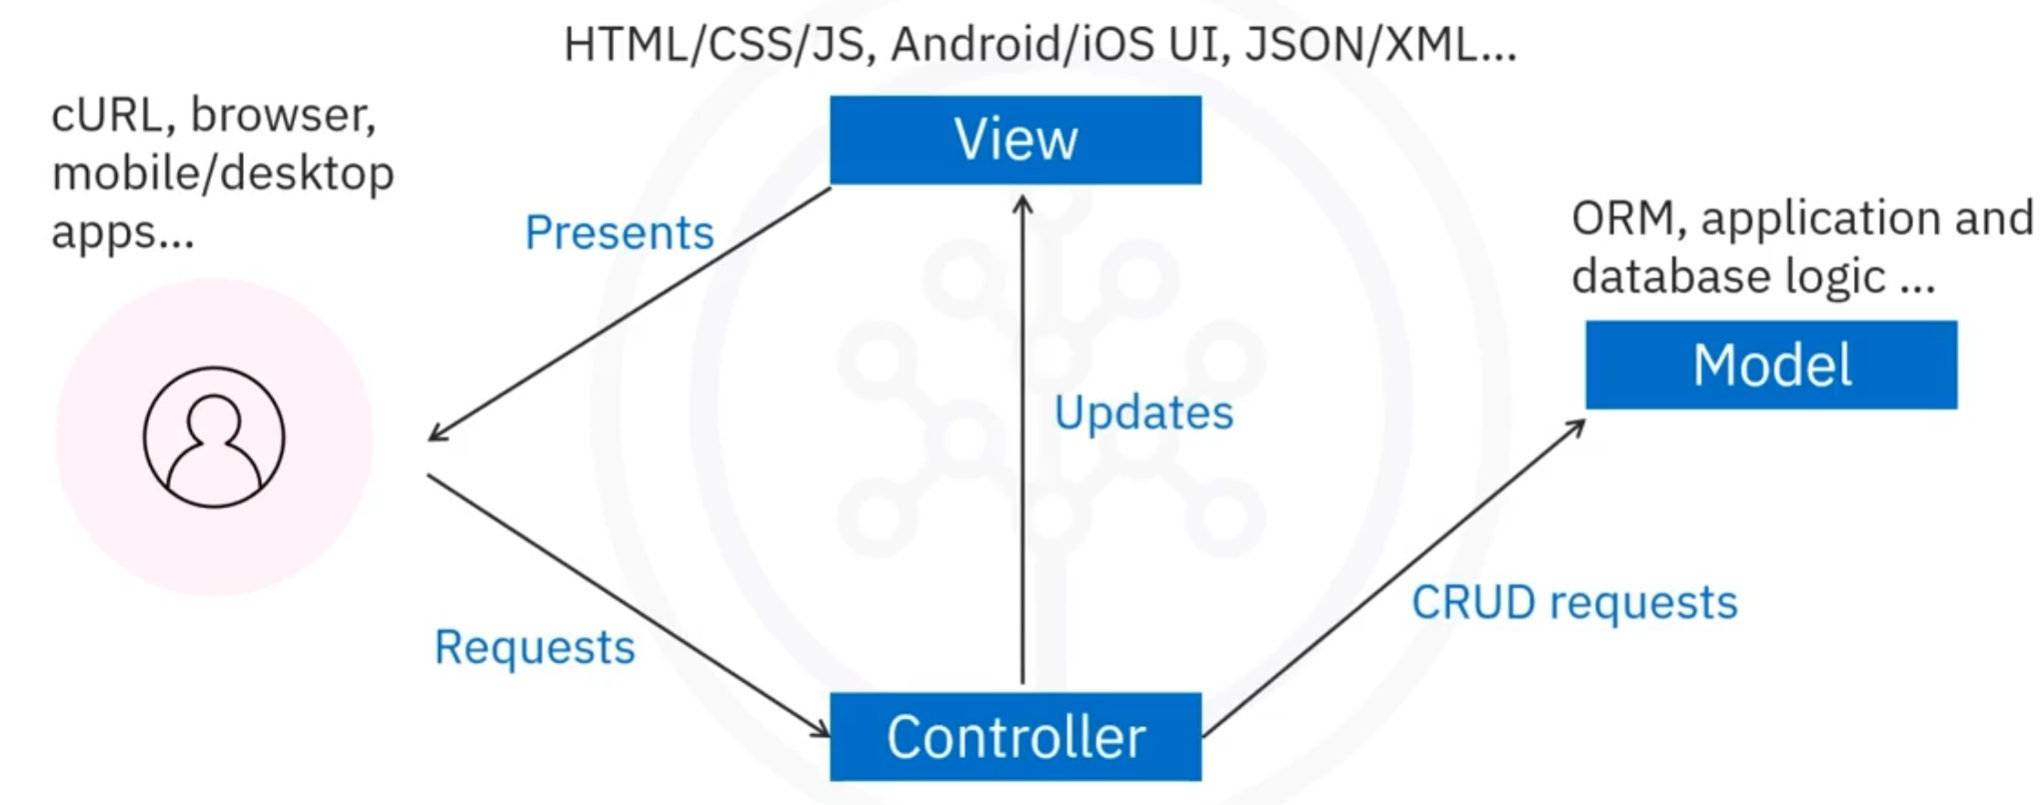 HTML/CSS/JS, Android/iOS UI, JSON/XML...
cURL, browser,
mobile/desktop
apps...
View
Presents
ORM, application and
database logic ...
Model
Updates
CRUD requests
Requests
Controller